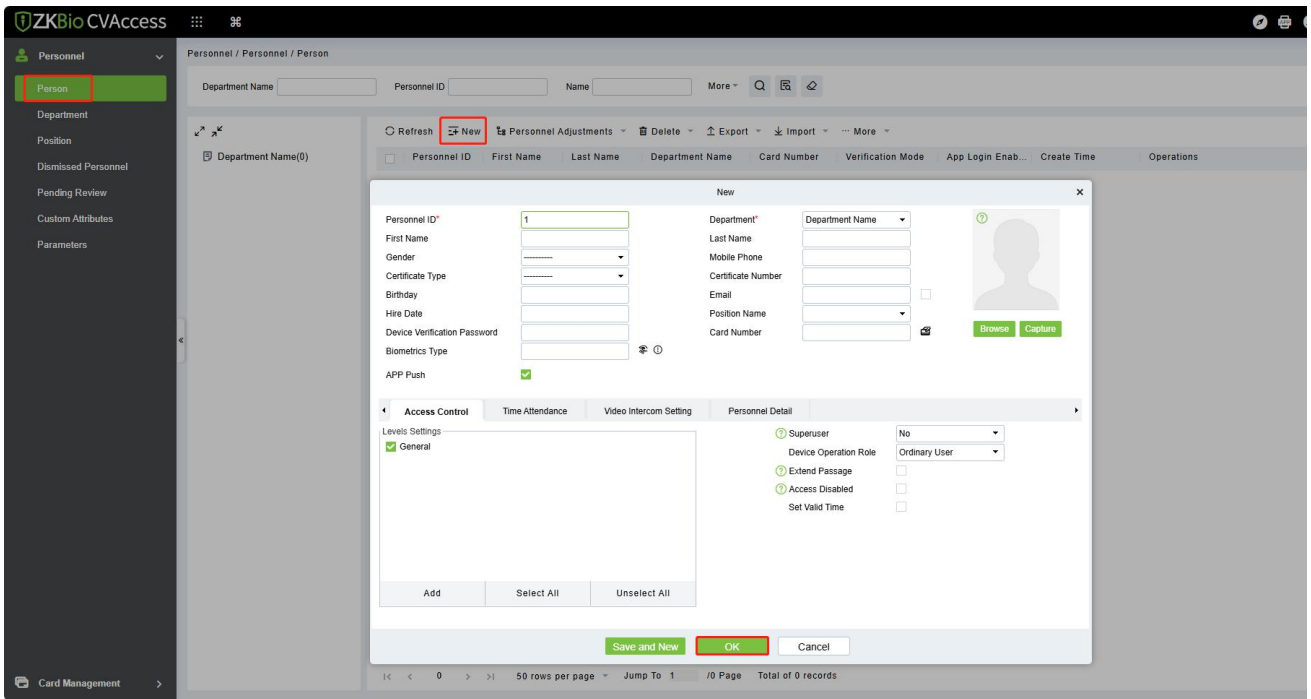 ZKBio CVAccess
Personnel
Person
Department
Position
Dismissed Personnel
Pending Review
Custom Attributes
Parameters
Card Management
Personnel / Personnel / Person
Department Name Personnel ID Name More
Refresh New Personnel Adjustments Delete Export Import ··· More
Department Name(0)
Personnel ID First Name Last Name Department Name Card Number Verification Mode App Login Enab... Create Time Operations
New
Personnel ID* 1 Department* Department Name
First Name Last Name
Gender ---------- Mobile Phone
Certificate Type ---------- Certificate Number
Birthday Email
Hire Date Position Name
Device Verification Password Card Number
Browse Capture
Biometrics Type
APP Push
Access Control Time Attendance Video Intercom Setting Personnel Detail
Levels Settings
General
Superuser No
Device Operation Role Ordinary User
Extend Passage
Access Disabled
Set Valid Time
Add Select All Unselect All
Save and New OK Cancel
0 50 rows per page Jump To 1 /0 Page Total of 0 records